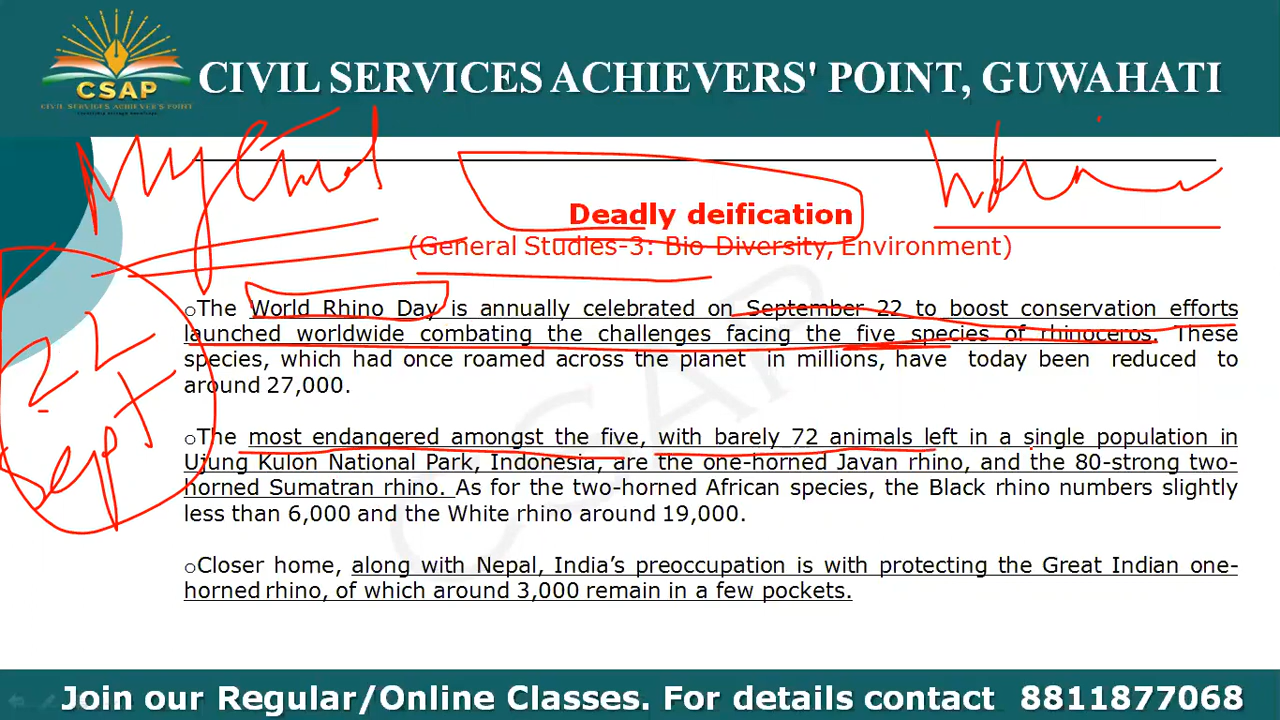 CSAP
CIVIL SERVICES ACHIEVER'S POINT
CIVIL SERVICES ACHIEVERS' POINT, GUWAHATI
Deadly deification
(General Studies-3: Bio Diversity, Environment)
oThe World Rhino Day is annually celebrated on September 22 to boost conservation efforts
launched worldwide combating the challenges facing the five species of rhinoceros. These
species, which had once roamed across the planet in millions, have today been reduced to
around 27,000.
22
Sept
oThe most endangered amongst the five, with barely 72 animals left in a single population in
Ujung Kulon National Park, Indonesia, are the one-horned Javan rhino, and the 80-strong two-
horned Sumatran rhino. As for the two-horned African species, the Black rhino numbers slightly
less than 6,000 and the White rhino around 19,000.
oCloser home, along with Nepal, India's preoccupation is with protecting the Great Indian one-
horned rhino, of which around 3,000 remain in a few pockets.
CSAP
Join our Regular/Online Classes. For details contact 8811877068